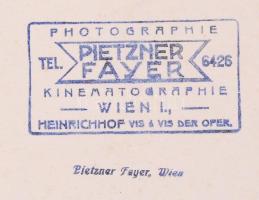 PHOTOGRAPHIE
PIETZNER
TEL. FAYER 6426
KINEMATOGRAPHIE
WIEN I.,
HEINRICHHOF VIS á VIS DER OPER.
Pietzner Fayer, Wien